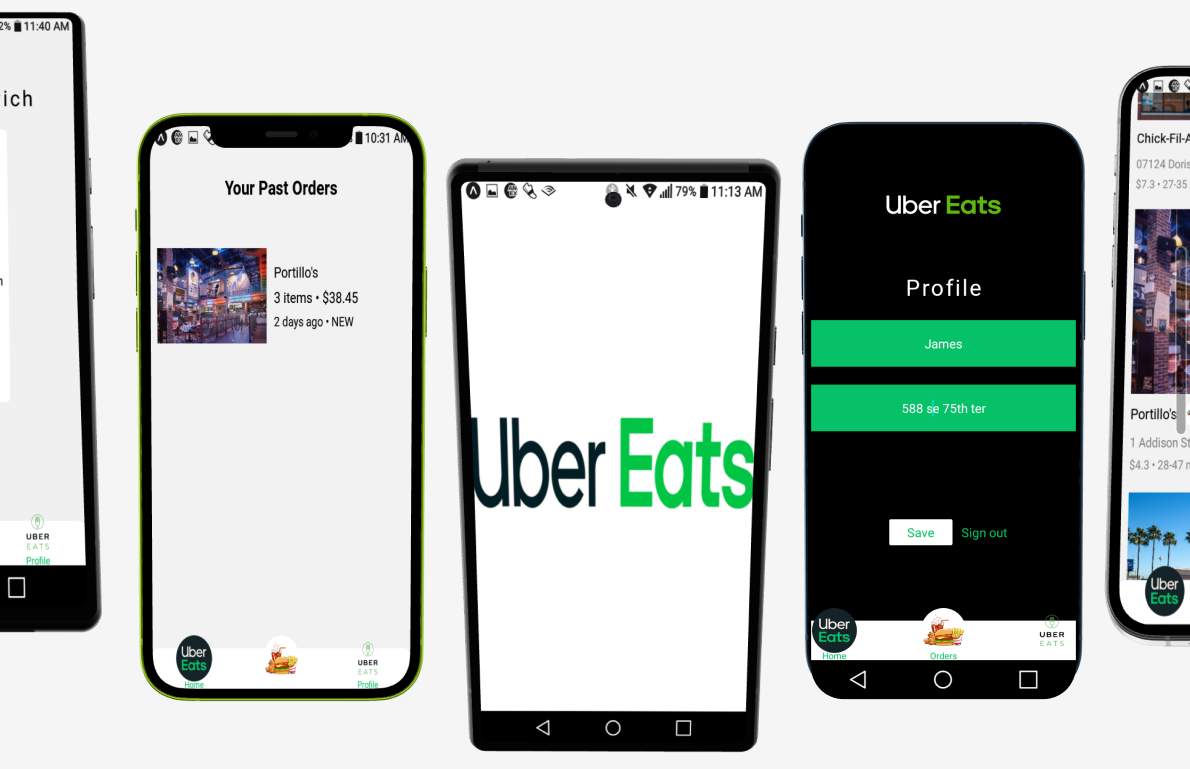 2% 11:40 AM
ich
UBER
EATS
Profile
10:31 AM
Your Past Orders
Portillo's
3 items • $38.45
2 days ago • NEW
Uber
Eats
Home
UBER
EATS
Profile
79% 11:13 AM
Uber Eats
Uber Eats
Profile
James
588 se 75th ter
Save Sign out
Uber
Eats
Home
Orders
UBER
EATS
Chick-Fil-A
07124 Doris
$7.3 • 27-35
Portillo's
1 Addison St
$4.3 • 28-47
Uber
Eats